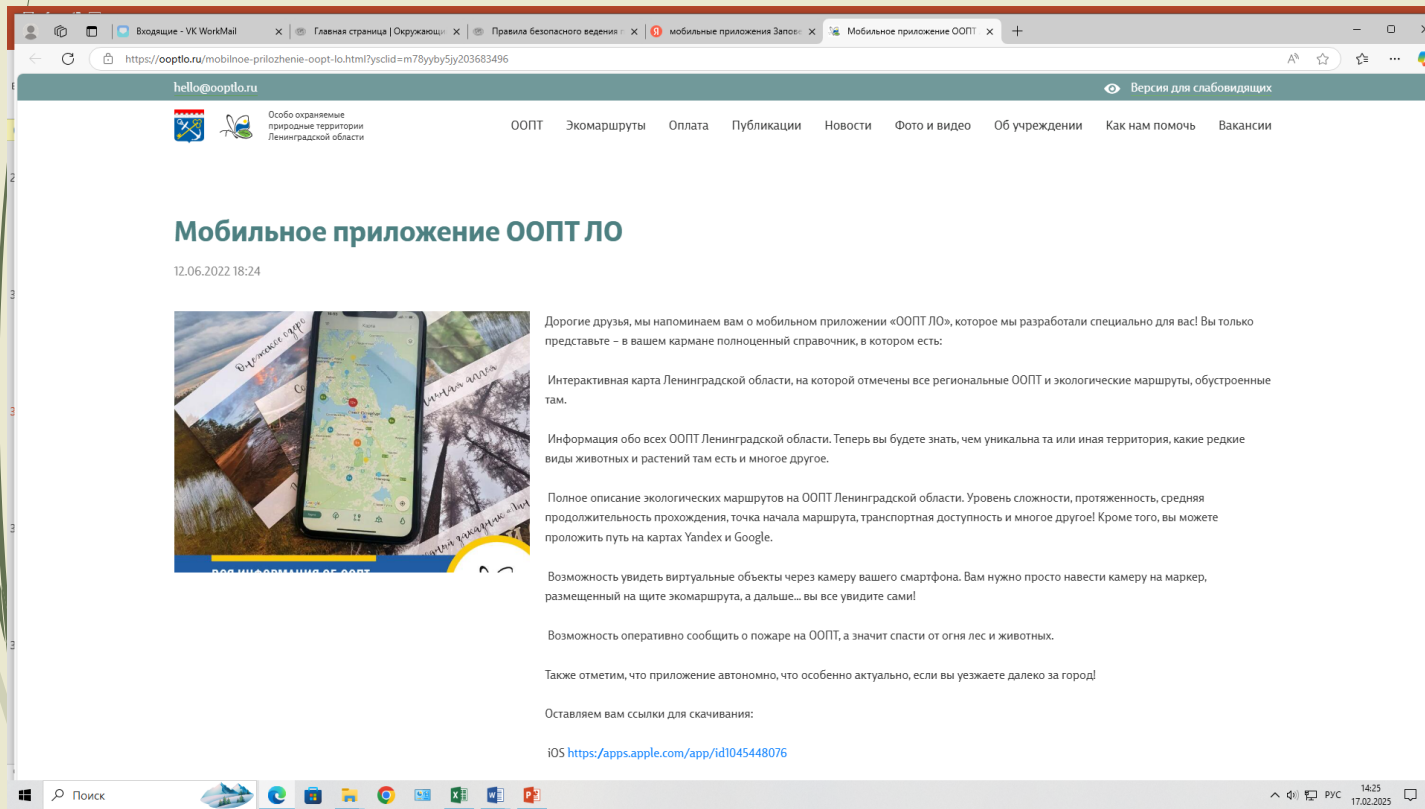 Входящие - VK WorkMail
Главная страница | Окружающи
Правила безопасного ведения г
мобильные приложения Запове
Мобильное приложение ООПТ
https://ooptlo.ru/mobilnoe-prilozhenie-oopt-lo.html?ysclid=m78yyby5jy203683496
hello@ooptlo.ru
Версия для слабовидящих
Особо охраняемые
природные территории
Ленинградской области
ООПТ Экомаршруты Оплата Публикации Новости Фото и видео Об учреждении Как нам помочь Вакансии
Мобильное приложение ООПТ ЛО
12.06.2022 18:24
Дорогие друзья, мы напоминаем вам о мобильном приложении «ООПТ ЛО», которое мы разработали специально для вас! Вы только
представьте – в вашем кармане полноценный справочник, в котором есть:
Интерактивная карта Ленинградской области, на которой отмечены все региональные ООПТ и экологические маршруты, обустроенные
там.
Информация обо всех ООПТ Ленинградской области. Теперь вы будете знать, чем уникальна та или иная территория, какие редкие
виды животных и растений там есть и многое другое.
Полное описание экологических маршрутов на ООПТ Ленинградской области. Уровень сложности, протяженность, средняя
продолжительность прохождения, точка начала маршрута, транспортная доступность и многое другое! Кроме того, вы можете
проложить путь на картах Yandex и Google.
Возможность увидеть виртуальные объекты через камеру вашего смартфона. Вам нужно просто навести камеру на маркер,
размещенный на щите экомаршрута, а дальше... вы все увидите сами!
Возможность оперативно сообщить о пожаре на ООПТ, а значит спасти от огня лес и животных.
Также отметим, что приложение автономно, что особенно актуально, если вы уезжаете далеко за город!
Оставляем вам ссылки для скачивания:
iOS https:/apps.apple.com/app/id1045448076
Поиск
РУС
14:25
17.02.2025